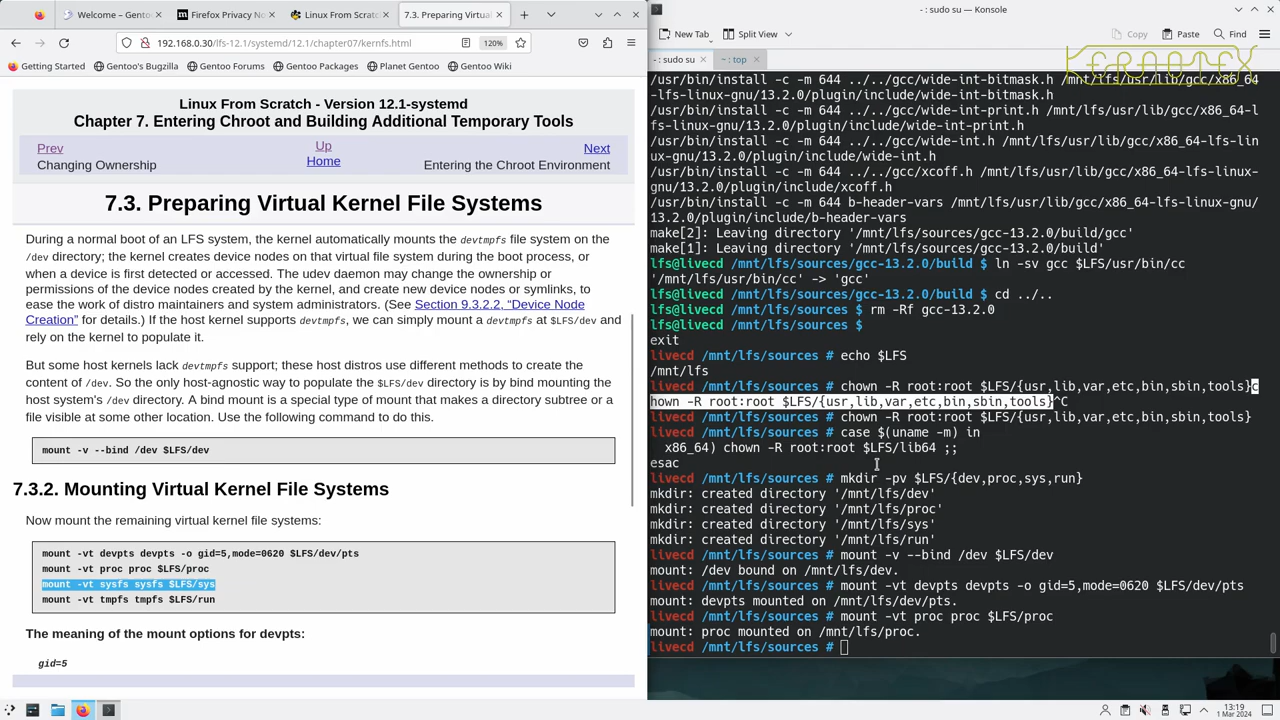 Welcome – Gentoo
Firefox Privacy No
Linux From Scratc
7.3. Preparing Virtual
192.168.0.30/lfs-12.1/systemd/12.1/chapter07/kernfs.html
120%
Getting Started
Gentoo's Bugzilla
Gentoo Forums
Gentoo Packages
Planet Gentoo
Gentoo Wiki
Linux From Scratch - Version 12.1-systemd
Chapter 7. Entering Chroot and Building Additional Temporary Tools
Prev
Up
Next
Changing Ownership
Home
Entering the Chroot Environment
7.3. Preparing Virtual Kernel File Systems
During a normal boot of an LFS system, the kernel automatically mounts the devtmpfs file system on the
/dev directory; the kernel creates device nodes on that virtual file system during the boot process, or
when a device is first detected or accessed. The udev daemon may change the ownership or
permissions of the device nodes created by the kernel, and create new device nodes or symlinks, to
ease the work of distro maintainers and system administrators. (See Section 9.3.2.2, “Device Node
Creation” for details.) If the host kernel supports devtmpfs, we can simply mount a devtmpfs at $LFS/dev and
rely on the kernel to populate it.
But some host kernels lack devtmpfs support; these host distros use different methods to create the
content of /dev. So the only host-agnostic way to populate the $LFS/dev directory is by bind mounting the
host system's /dev directory. A bind mount is a special type of mount that makes a directory subtree or a
file visible at some other location. Use the following command to do this.
mount -v --bind /dev $LFS/dev
7.3.2. Mounting Virtual Kernel File Systems
Now mount the remaining virtual kernel file systems:
mount -vt devpts devpts -o gid=5,mode=0620 $LFS/dev/pts
mount -vt proc proc $LFS/proc
mount -vt sysfs sysfs $LFS/sys
mount -vt tmpfs tmpfs $LFS/run
The meaning of the mount options for devpts:
gid=5
- : sudo su — Konsole
New Tab
Split View
Copy
Paste
Find
- : sudo su
~ : top
KERNOTEX
/usr/bin/install -c -m 644 ../../gcc/wide-int-bitmask.h /mnt/lfs/usr/lib/gcc/x86_64
-lfs-linux-gnu/13.2.0/plugin/include/wide-int-bitmask.h
/usr/bin/install -c -m 644 ../../gcc/wide-int-print.h /mnt/lfs/usr/lib/gcc/x86_64-l
fs-linux-gnu/13.2.0/plugin/include/wide-int-print.h
/usr/bin/install -c -m 644 ../../gcc/wide-int.h /mnt/lfs/usr/lib/gcc/x86_64-lfs-lin
ux-gnu/13.2.0/plugin/include/wide-int.h
/usr/bin/install -c -m 644 ../../gcc/xcoff.h /mnt/lfs/usr/lib/gcc/x86_64-lfs-linux-
gnu/13.2.0/plugin/include/xcoff.h
/usr/bin/install -c -m 644 b-header-vars /mnt/lfs/usr/lib/gcc/x86_64-lfs-linux-gnu/
13.2.0/plugin/include/b-header-vars
make[2]: Leaving directory '/mnt/lfs/sources/gcc-13.2.0/build/gcc'
make[1]: Leaving directory '/mnt/lfs/sources/gcc-13.2.0/build'
lfs@livecd /mnt/lfs/sources/gcc-13.2.0/build $ ln -sv gcc $LFS/usr/bin/cc
'/mnt/lfs/usr/bin/cc' -> 'gcc'
lfs@livecd /mnt/lfs/sources/gcc-13.2.0/build $ cd ../..
lfs@livecd /mnt/lfs/sources $ rm -Rf gcc-13.2.0
lfs@livecd /mnt/lfs/sources $
exit
livecd /mnt/lfs/sources # echo $LFS
/mnt/lfs
livecd /mnt/lfs/sources # chown -R root:root $LFS/{usr,lib,var,etc,bin,sbin,tools}c
hown -R root:root $LFS/{usr,lib,var,etc,bin,sbin,tools}^C
livecd /mnt/lfs/sources # chown -R root:root $LFS/{usr,lib,var,etc,bin,sbin,tools}
livecd /mnt/lfs/sources # case $(uname -m) in
x86_64) chown -R root:root $LFS/lib64 ;;
esac
livecd /mnt/lfs/sources # mkdir -pv $LFS/{dev,proc,sys,run}
mkdir: created directory '/mnt/lfs/dev'
mkdir: created directory '/mnt/lfs/proc'
mkdir: created directory '/mnt/lfs/sys'
mkdir: created directory '/mnt/lfs/run'
livecd /mnt/lfs/sources # mount -v --bind /dev $LFS/dev
mount: /dev bound on /mnt/lfs/dev.
livecd /mnt/lfs/sources # mount -vt devpts devpts -o gid=5,mode=0620 $LFS/dev/pts
mount: devpts mounted on /mnt/lfs/dev/pts.
livecd /mnt/lfs/sources # mount -vt proc proc $LFS/proc
mount: proc mounted on /mnt/lfs/proc.
livecd /mnt/lfs/sources #
13:19
1 Mar 2024